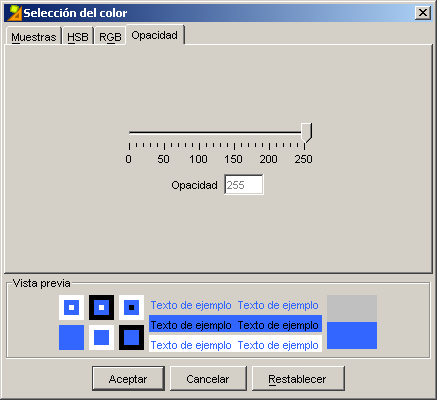 Selección del color
Muestras HSB RGB Opacidad
0 50 100 150 200 250
Opacidad 255
Vista previa
Texto de ejemplo Texto de ejemplo
Texto de ejemplo Texto de ejemplo
Texto de ejemplo Texto de ejemplo
Aceptar Cancelar Restablecer